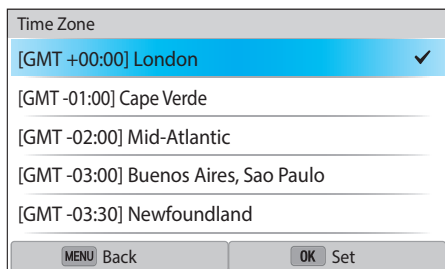 Time Zone
[GMT +00:00] London
[GMT -01:00] Cape Verde
[GMT -02:00] Mid-Atlantic
[GMT -03:00] Buenos Aires, Sao Paulo
[GMT -03:30] Newfoundland
MENU Back OK Set